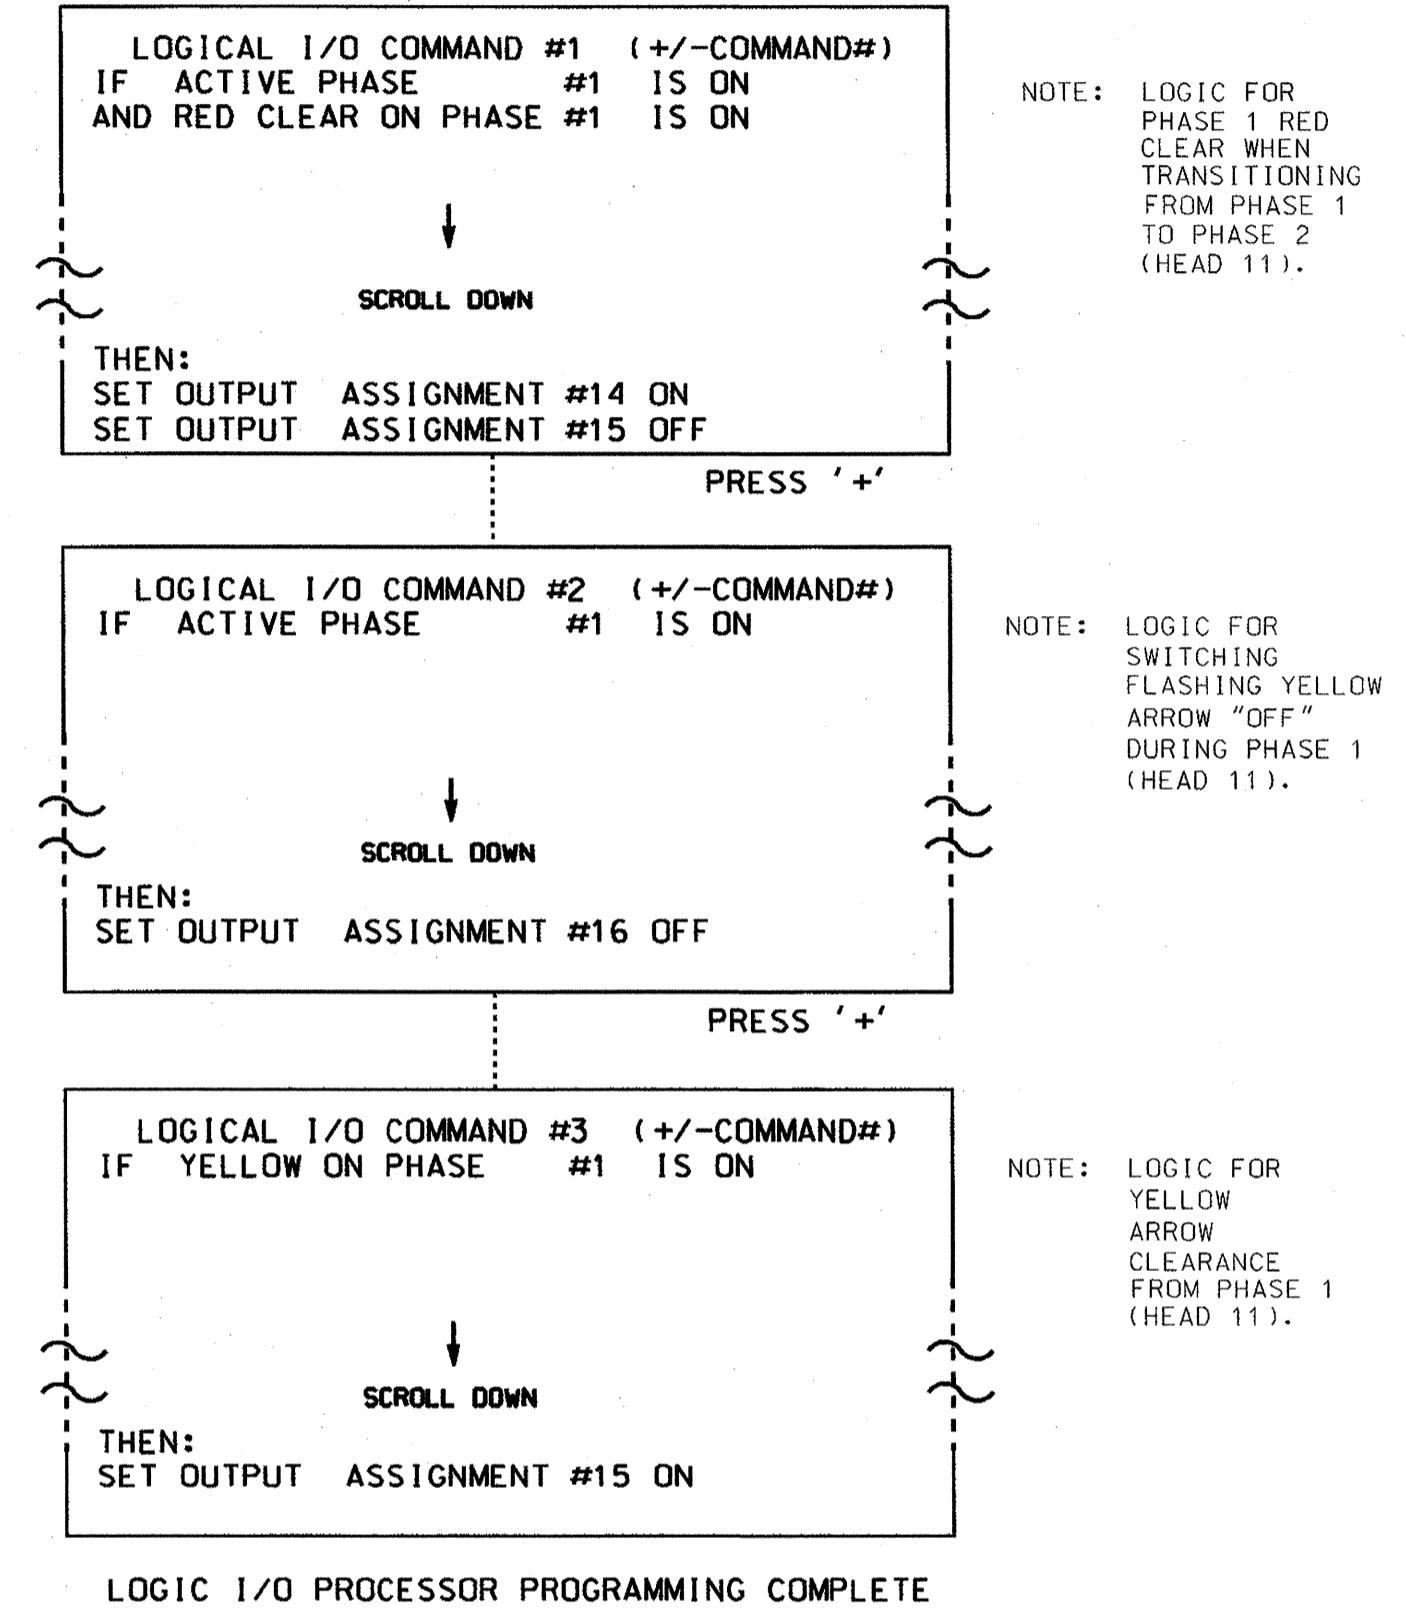 LOGICAL I/O COMMAND #1 (+/-COMMAND#)
IF ACTIVE PHASE #1 IS ON
AND RED CLEAR ON PHASE #1 IS ON
SCROLL DOWN
THEN:
SET OUTPUT ASSIGNMENT #14 ON
SET OUTPUT ASSIGNMENT #15 OFF
NOTE: LOGIC FOR
PHASE 1 RED
CLEAR WHEN
TRANSITIONING
FROM PHASE 1
TO PHASE 2
(HEAD 11).
PRESS '+'
LOGICAL I/O COMMAND #2 (+/-COMMAND#)
IF ACTIVE PHASE #1 IS ON
SCROLL DOWN
THEN:
SET OUTPUT ASSIGNMENT #16 OFF
NOTE: LOGIC FOR
SWITCHING
FLASHING YELLOW
ARROW "OFF"
DURING PHASE 1
(HEAD 11).
PRESS '+'
LOGICAL I/O COMMAND #3 (+/-COMMAND#)
IF YELLOW ON PHASE #1 IS ON
SCROLL DOWN
THEN:
SET OUTPUT ASSIGNMENT #15 ON
NOTE: LOGIC FOR
YELLOW
ARROW
CLEARANCE
FROM PHASE 1
(HEAD 11).
LOGIC I/O PROCESSOR PROGRAMMING COMPLETE